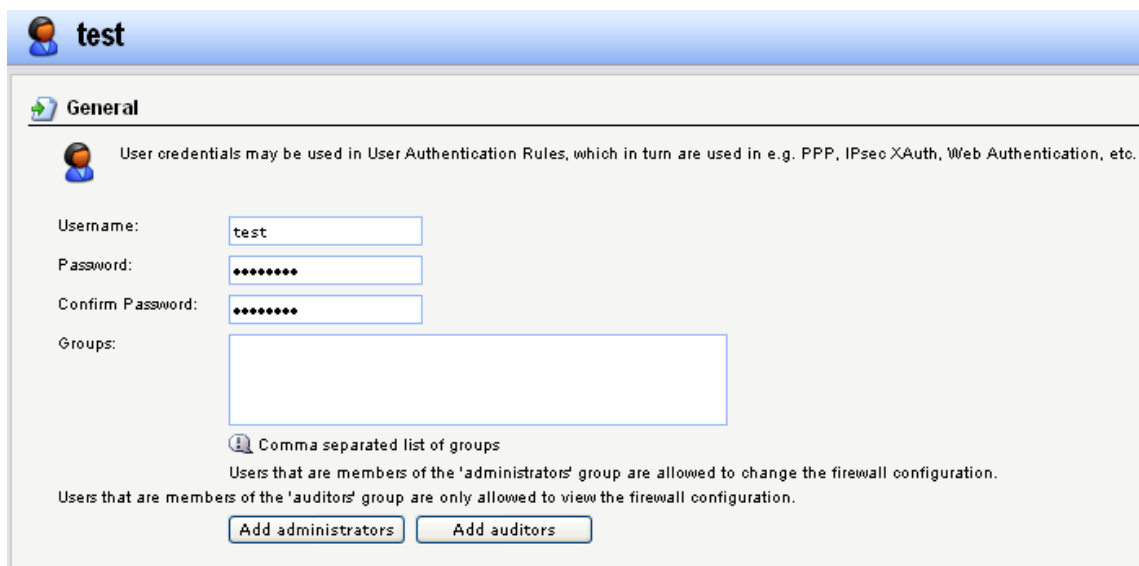 test
General
User credentials may be used in User Authentication Rules, which in turn are used in e.g. PPP, IPsec XAuth, Web Authentication, etc.
Username:
test
Password:
••••••••
Confirm Password:
••••••••
Groups:
Comma separated list of groups
Users that are members of the 'administrators' group are allowed to change the firewall configuration.
Users that are members of the 'auditors' group are only allowed to view the firewall configuration.
Add administrators
Add auditors